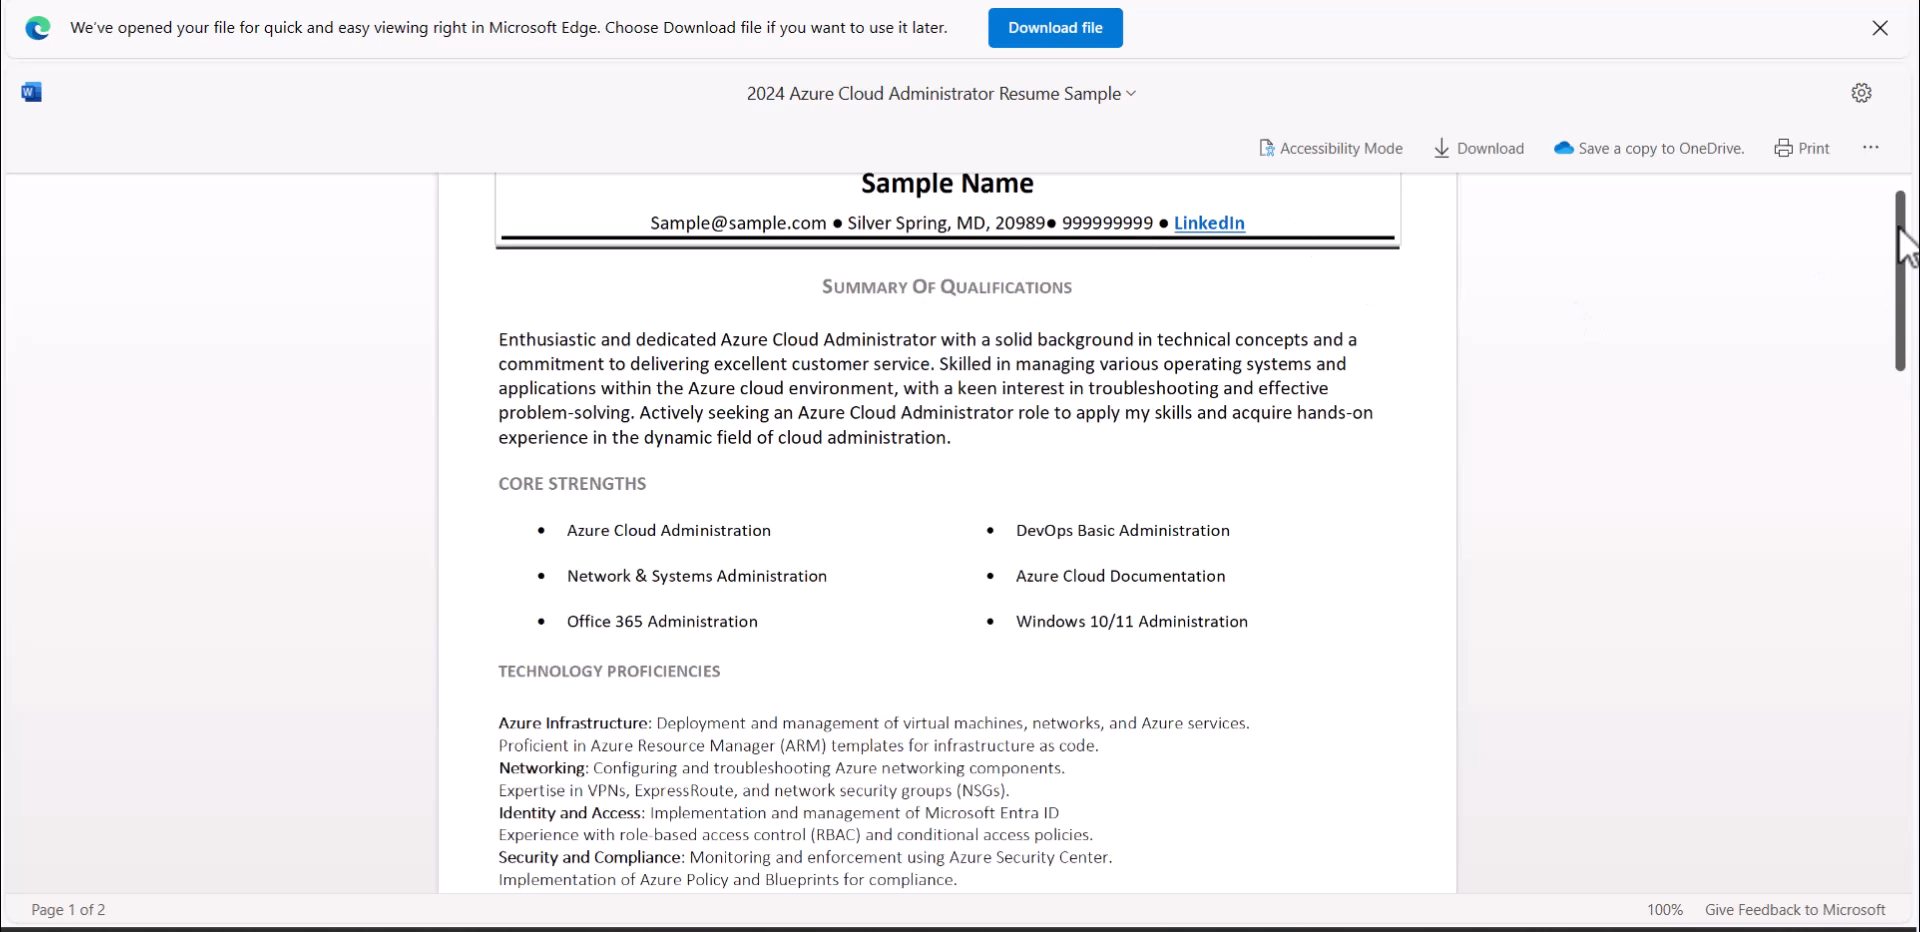 We've opened your file for quick and easy viewing right in Microsoft Edge. Choose Download file if you want to use it later.
Download file
W
2024 Azure Cloud Administrator Resume Sample
Accessibility Mode
Download
Save a copy to OneDrive.
Print
Sample Name
Sample@sample.com ● Silver Spring, MD, 20989● 999999999 ● LinkedIn
SUMMARY OF QUALIFICATIONS
Enthusiastic and dedicated Azure Cloud Administrator with a solid background in technical concepts and a
commitment to delivering excellent customer service. Skilled in managing various operating systems and
applications within the Azure cloud environment, with a keen interest in troubleshooting and effective
problem-solving. Actively seeking an Azure Cloud Administrator role to apply my skills and acquire hands-on
experience in the dynamic field of cloud administration.
CORE STRENGTHS
• Azure Cloud Administration
• DevOps Basic Administration
• Network & Systems Administration
• Azure Cloud Documentation
• Office 365 Administration
• Windows 10/11 Administration
TECHNOLOGY PROFICIENCIES
Azure Infrastructure: Deployment and management of virtual machines, networks, and Azure services.
Proficient in Azure Resource Manager (ARM) templates for infrastructure as code.
Networking: Configuring and troubleshooting Azure networking components.
Expertise in VPNs, ExpressRoute, and network security groups (NSGs).
Identity and Access: Implementation and management of Microsoft Entra ID
Experience with role-based access control (RBAC) and conditional access policies.
Security and Compliance: Monitoring and enforcement using Azure Security Center.
Implementation of Azure Policy and Blueprints for compliance.
Page 1 of 2
100%
Give Feedback to Microsoft